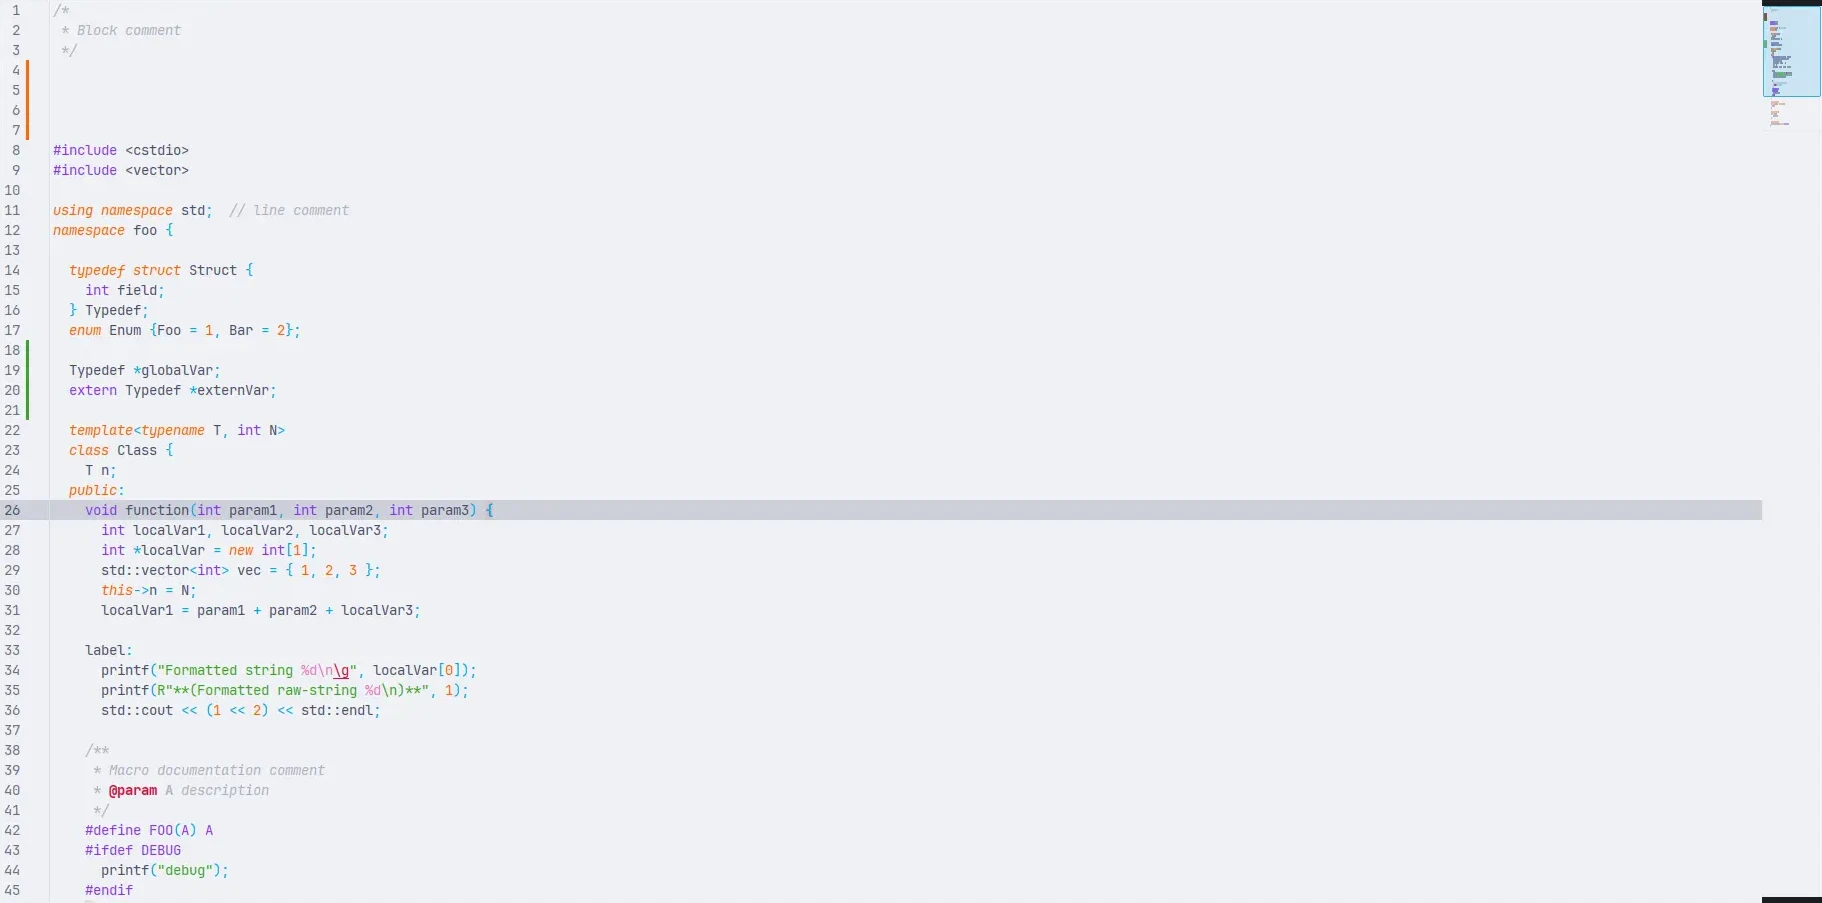 1 /*
2  * Block comment
3  */
4
5
6
7
8 #include <cstdio>
9 #include <vector>
10
11 using namespace std;  // line comment
12 namespace foo {
13
14   typedef struct Struct {
15     int field;
16   } Typedef;
17   enum Enum {Foo = 1, Bar = 2};
18
19   Typedef *globalVar;
20   extern Typedef *externVar;
21
22   template<typename T, int N>
23   class Class {
24     T n;
25   public:
26     void function(int param1, int param2, int param3) {
27       int localVar1, localVar2, localVar3;
28       int *localVar = new int[1];
29       std::vector<int> vec = { 1, 2, 3 };
30       this->n = N;
31       localVar1 = param1 + param2 + localVar3;
32
33     label:
34       printf("Formatted string %d\n\g", localVar[0]);
35       printf(R"**(Formatted raw-string %d\n)**", 1);
36       std::cout << (1 << 2) << std::endl;
37
38     /**
39      * Macro documentation comment
40      * @param A description
41      */
42     #define FOO(A) A
43     #ifdef DEBUG
44       printf("debug");
45     #endif